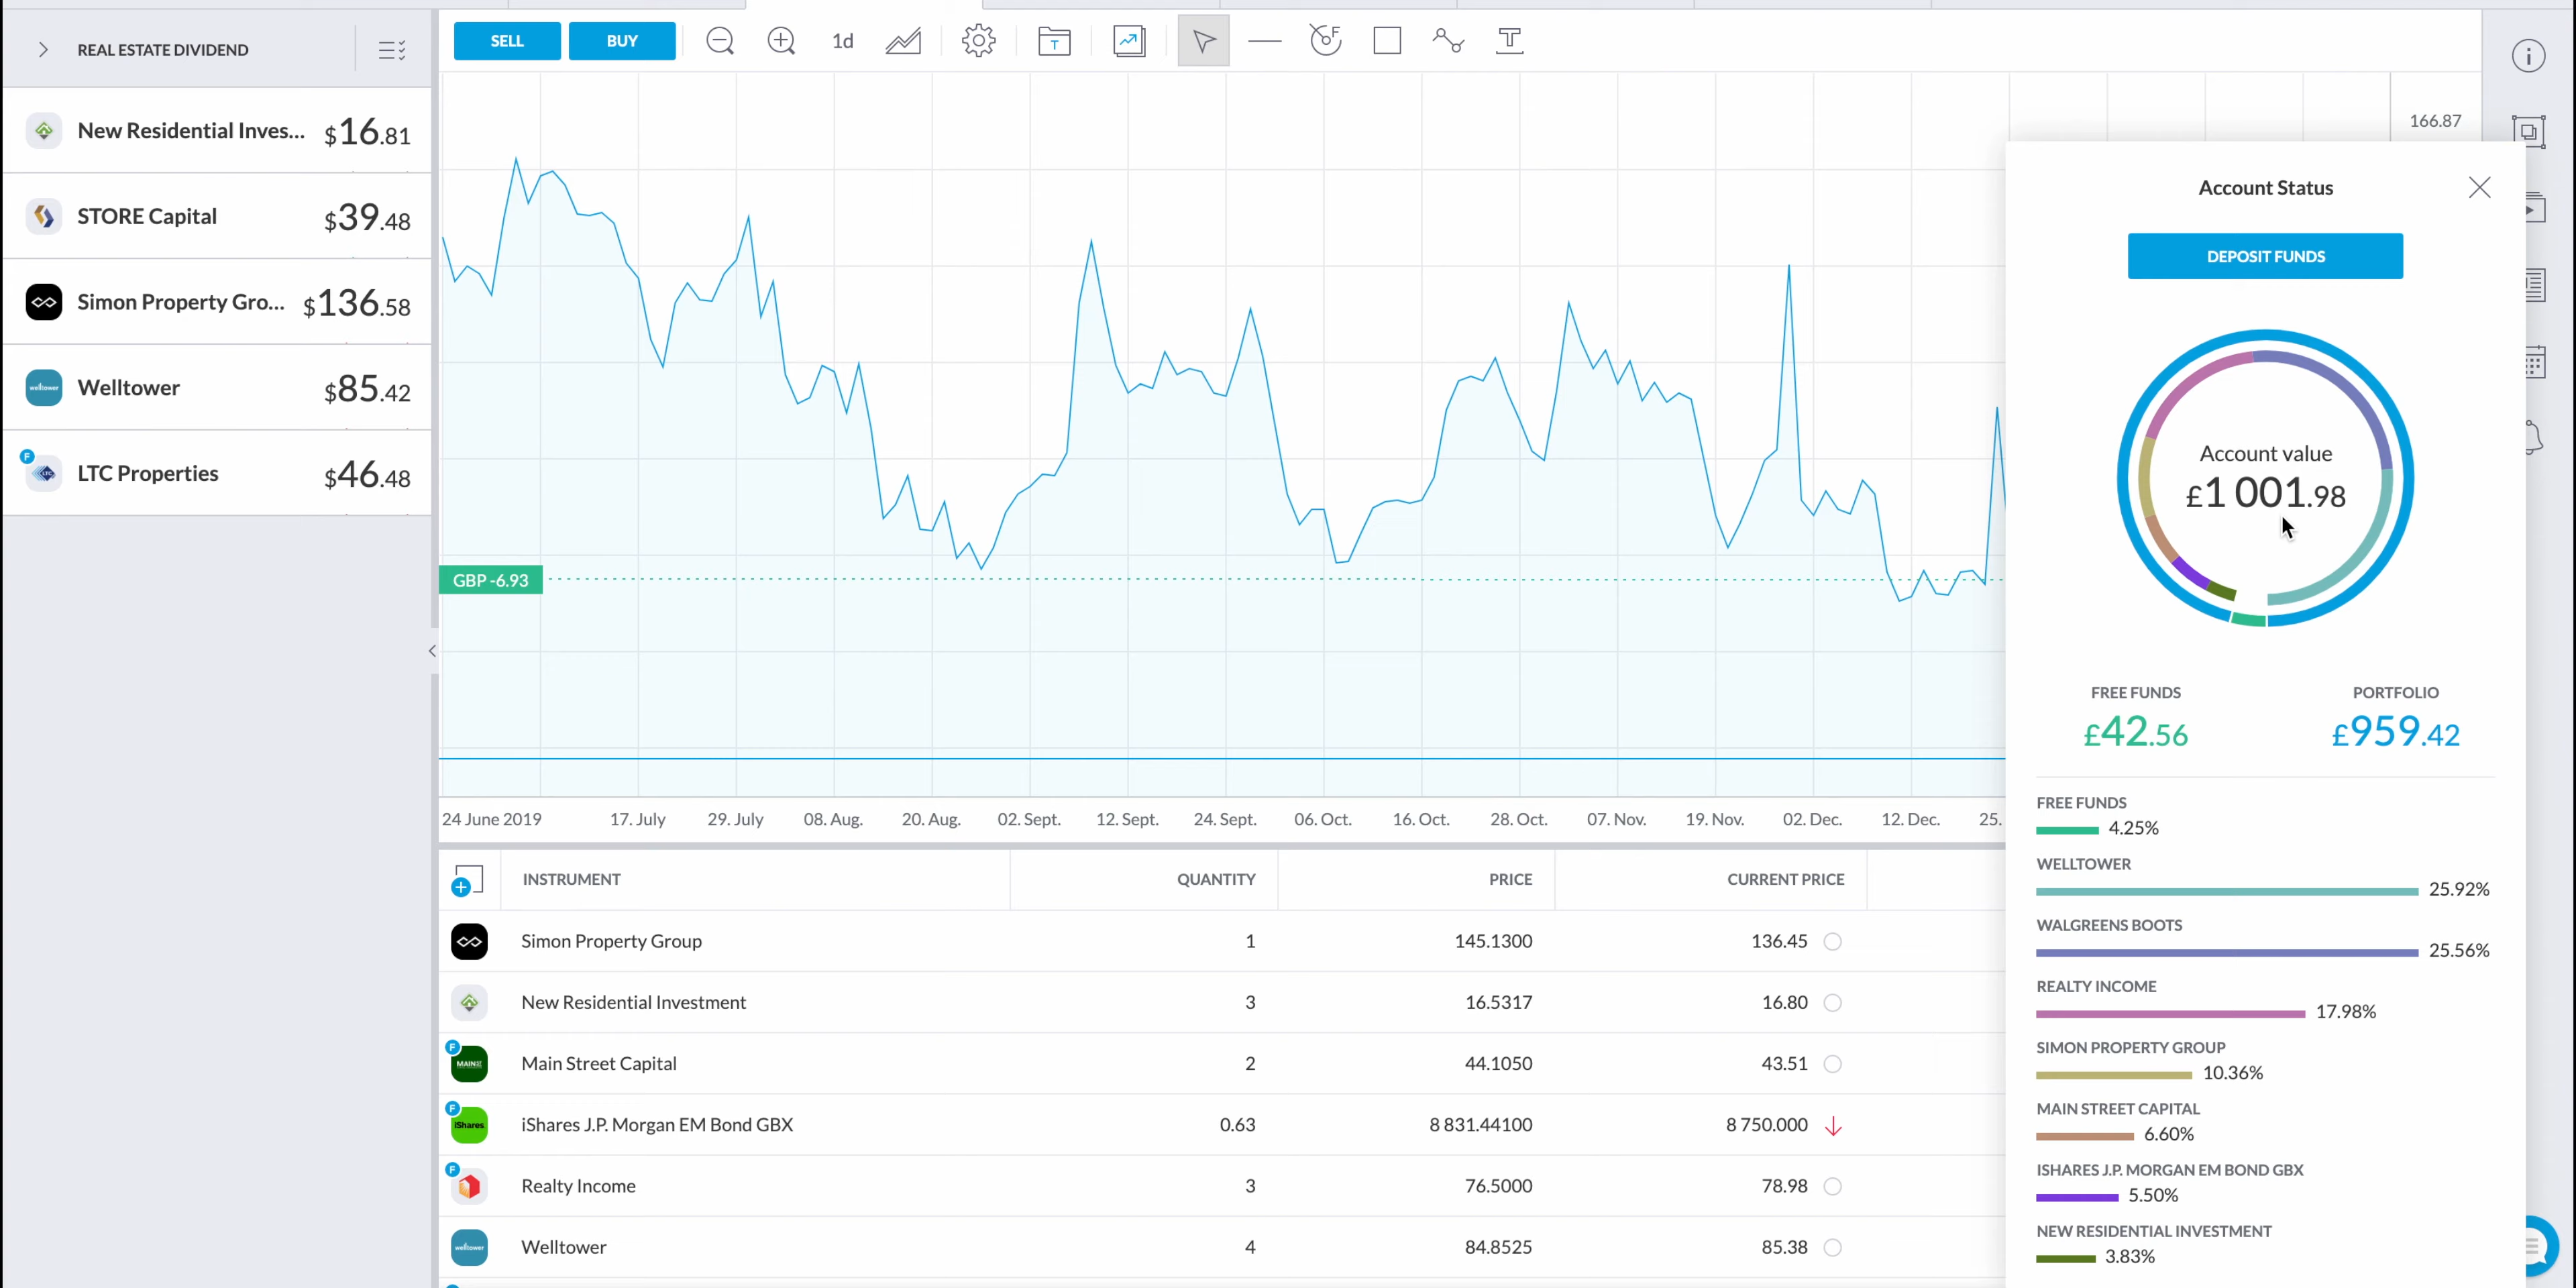 REAL ESTATE DIVIDEND
New Residential Inves... $16.81
STORE Capital $39.48
Simon Property Gro... $136.58
welltower Welltower $85.42
F LTC LTC Properties $46.48
SELL BUY 1d T F T
166.87
GBP -6.93
24 June 2019 17. July 29. July 08. Aug. 20. Aug. 02. Sept. 12. Sept. 24. Sept. 06. Oct. 16. Oct. 28. Oct. 07. Nov. 19. Nov. 02. Dec. 12. Dec. 25.
INSTRUMENT QUANTITY PRICE CURRENT PRICE
Simon Property Group 1 145.1300 136.45
New Residential Investment 3 16.5317 16.80
F MAIN Main Street Capital 2 44.1050 43.51
F iShares iShares J.P. Morgan EM Bond GBX 0.63 8 831.44100 8 750.000
F Realty Income 3 76.5000 78.98
welltower Welltower 4 84.8525 85.38
Account Status
DEPOSIT FUNDS
Account value
£1 001.98
FREE FUNDS PORTFOLIO
£42.56 £959.42
FREE FUNDS
4.25%
WELLTOWER
25.92%
WALGREENS BOOTS
25.56%
REALTY INCOME
17.98%
SIMON PROPERTY GROUP
10.36%
MAIN STREET CAPITAL
6.60%
ISHARES J.P. MORGAN EM BOND GBX
5.50%
NEW RESIDENTIAL INVESTMENT
3.83%